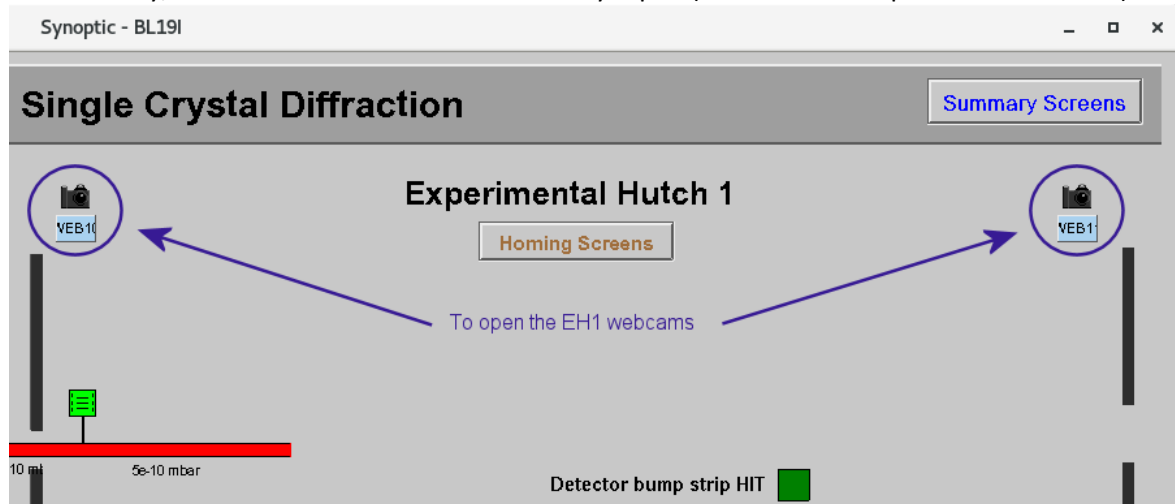 Synoptic - BL19I
Single Crystal Diffraction
Summary Screens
Experimental Hutch 1
Homing Screens
To open the EH1 webcams
5e-10 mbar
Detector bump strip HIT